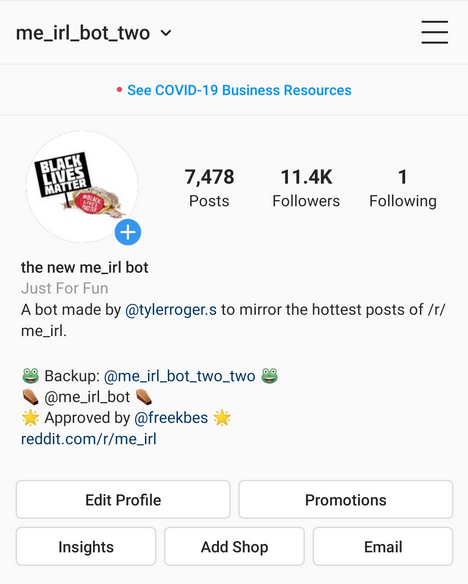 me_irl_bot_two
See COVID-19 Business Resources
BLACK
LIVES
MATTER
#BLACK
LIVES
MATTER
7,478
Posts
11.4K
Followers
1
Following
the new me_irl bot
Just For Fun
A bot made by @tylerroger.s to mirror the hottest posts of /r/
me_irl.
🐸 Backup: @me_irl_bot_two_two 🐸
⚰️ @me_irl_bot ⚰️
🌟 Approved by @freekbes 🌟
reddit.com/r/me_irl
Edit Profile
Promotions
Insights
Add Shop
Email